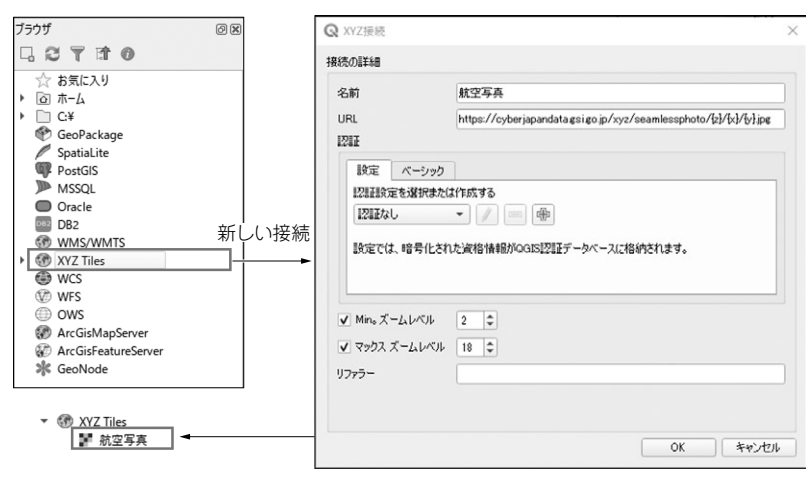 ブラウザ
お気に入り
ホーム
C:¥
GeoPackage
SpatiaLite
PostGIS
MSSQL
Oracle
DB2
DB2
WMS/WMTS
XYZ Tiles
WCS
WFS
OWS
ArcGisMapServer
ArcGisFeatureServer
GeoNode
新しい接続
XYZ Tiles
航空写真
XYZ接続
接続の詳細
名前
航空写真
URL
https://cyberjapandata.gsi.go.jp/xyz/seamlessphoto/{z}/{x}/{y}.jpg
認証
設定
ベーシック
認証設定を選択または作成する
認証なし
設定では、暗号化された資格情報がQGIS認証データベースに格納されます。
Min。ズームレベル
2
マックス ズームレベル
18
リファラー
OK
キャンセル